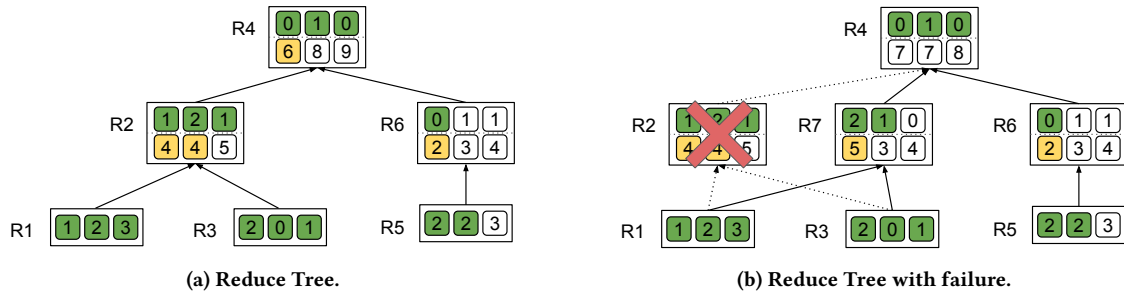 R4 0 1 0
6 8 9
R2 1 2 1
4 4 5
R6 0 1 1
2 3 4
R1 1 2 3
R3 2 0 1
R5 2 2 3
(a) Reduce Tree.
R4 0 1 0
7 7 8
R2 1 2 1
4 4 5
R7 2 1 0
5 3 4
R6 0 1 1
2 3 4
R1 1 2 3
R3 2 0 1
R5 2 2 3
(b) Reduce Tree with failure.